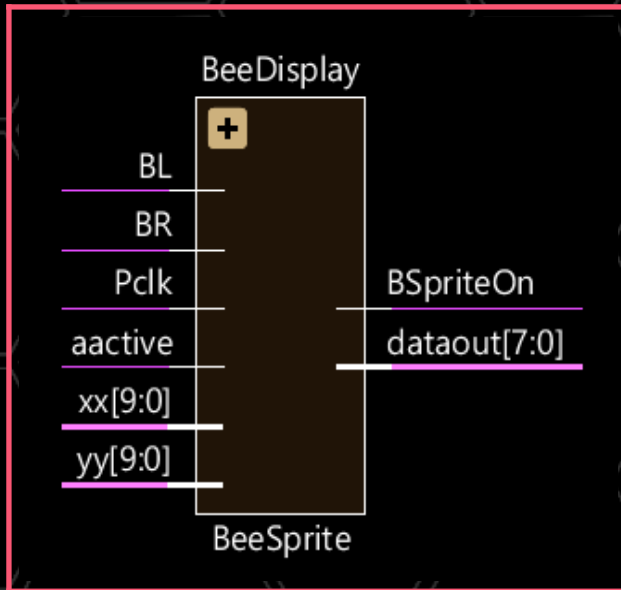 BeeDisplay
BL
BR
Pclk
BSpriteOn
aactive
dataout[7:0]
xx[9:0]
yy[9:0]
BeeSprite